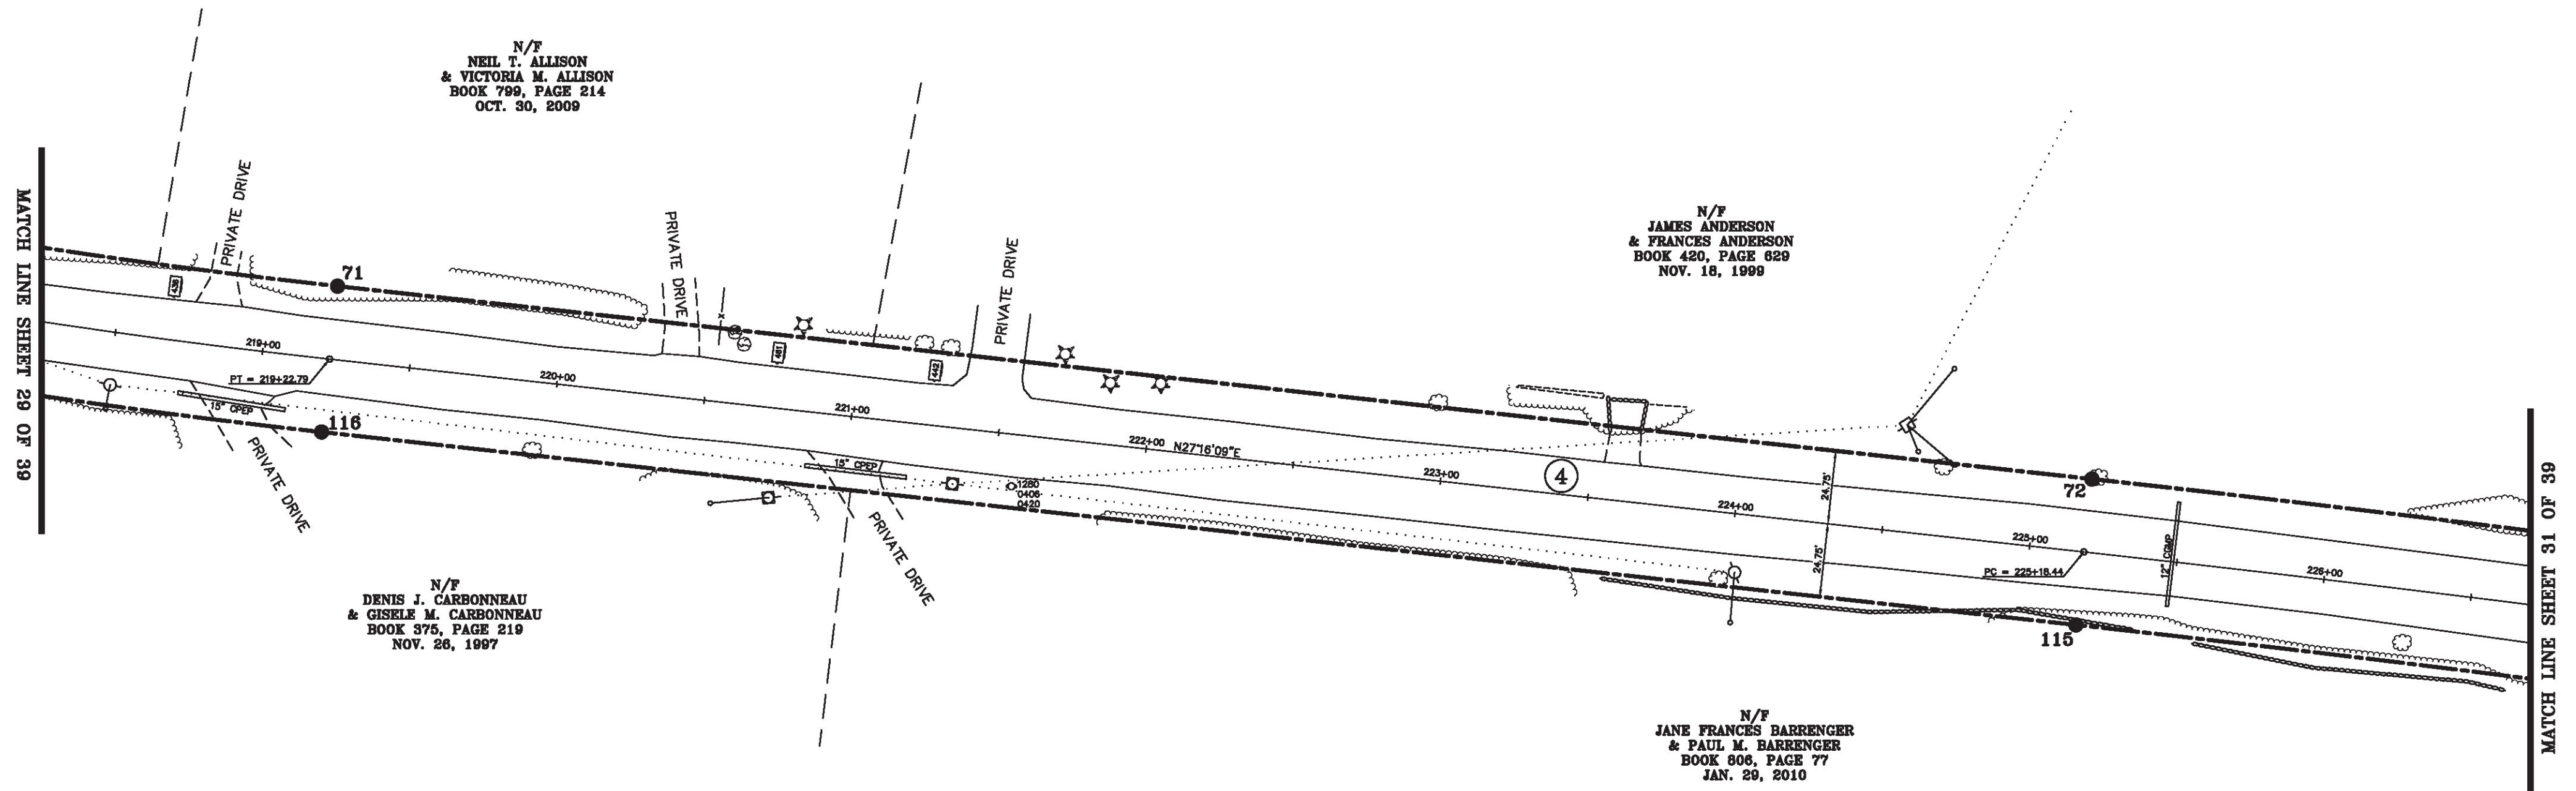 N/F
NEIL T. ALLISON
& VICTORIA M. ALLISON
BOOK 799, PAGE 214
OCT. 30, 2009
N/F
JAMES ANDERSON
& FRANCES ANDERSON
BOOK 420, PAGE 629
NOV. 18, 1999
MATCH LINE SHEET 29 OF 39
PRIVATE DRIVE
PRIVATE DRIVE
PRIVATE DRIVE
71
461
442
219+00
PT = 219+22.79
220+00
221+00
222+00
N27°16'09"E
223+00
4
224+00
24.75'
24.75'
72
225+00
PC = 225+18.44
12" CGMP
226+00
15" CPEP
116
PRIVATE DRIVE
15" CPEP
1280
0406
0420
PRIVATE DRIVE
115
MATCH LINE SHEET 31 OF 39
N/F
DENIS J. CARBONNEAU
& GISELE M. CARBONNEAU
BOOK 375, PAGE 219
NOV. 26, 1997
N/F
JANE FRANCES BARRENGER
& PAUL M. BARRENGER
BOOK 806, PAGE 77
JAN. 29, 2010